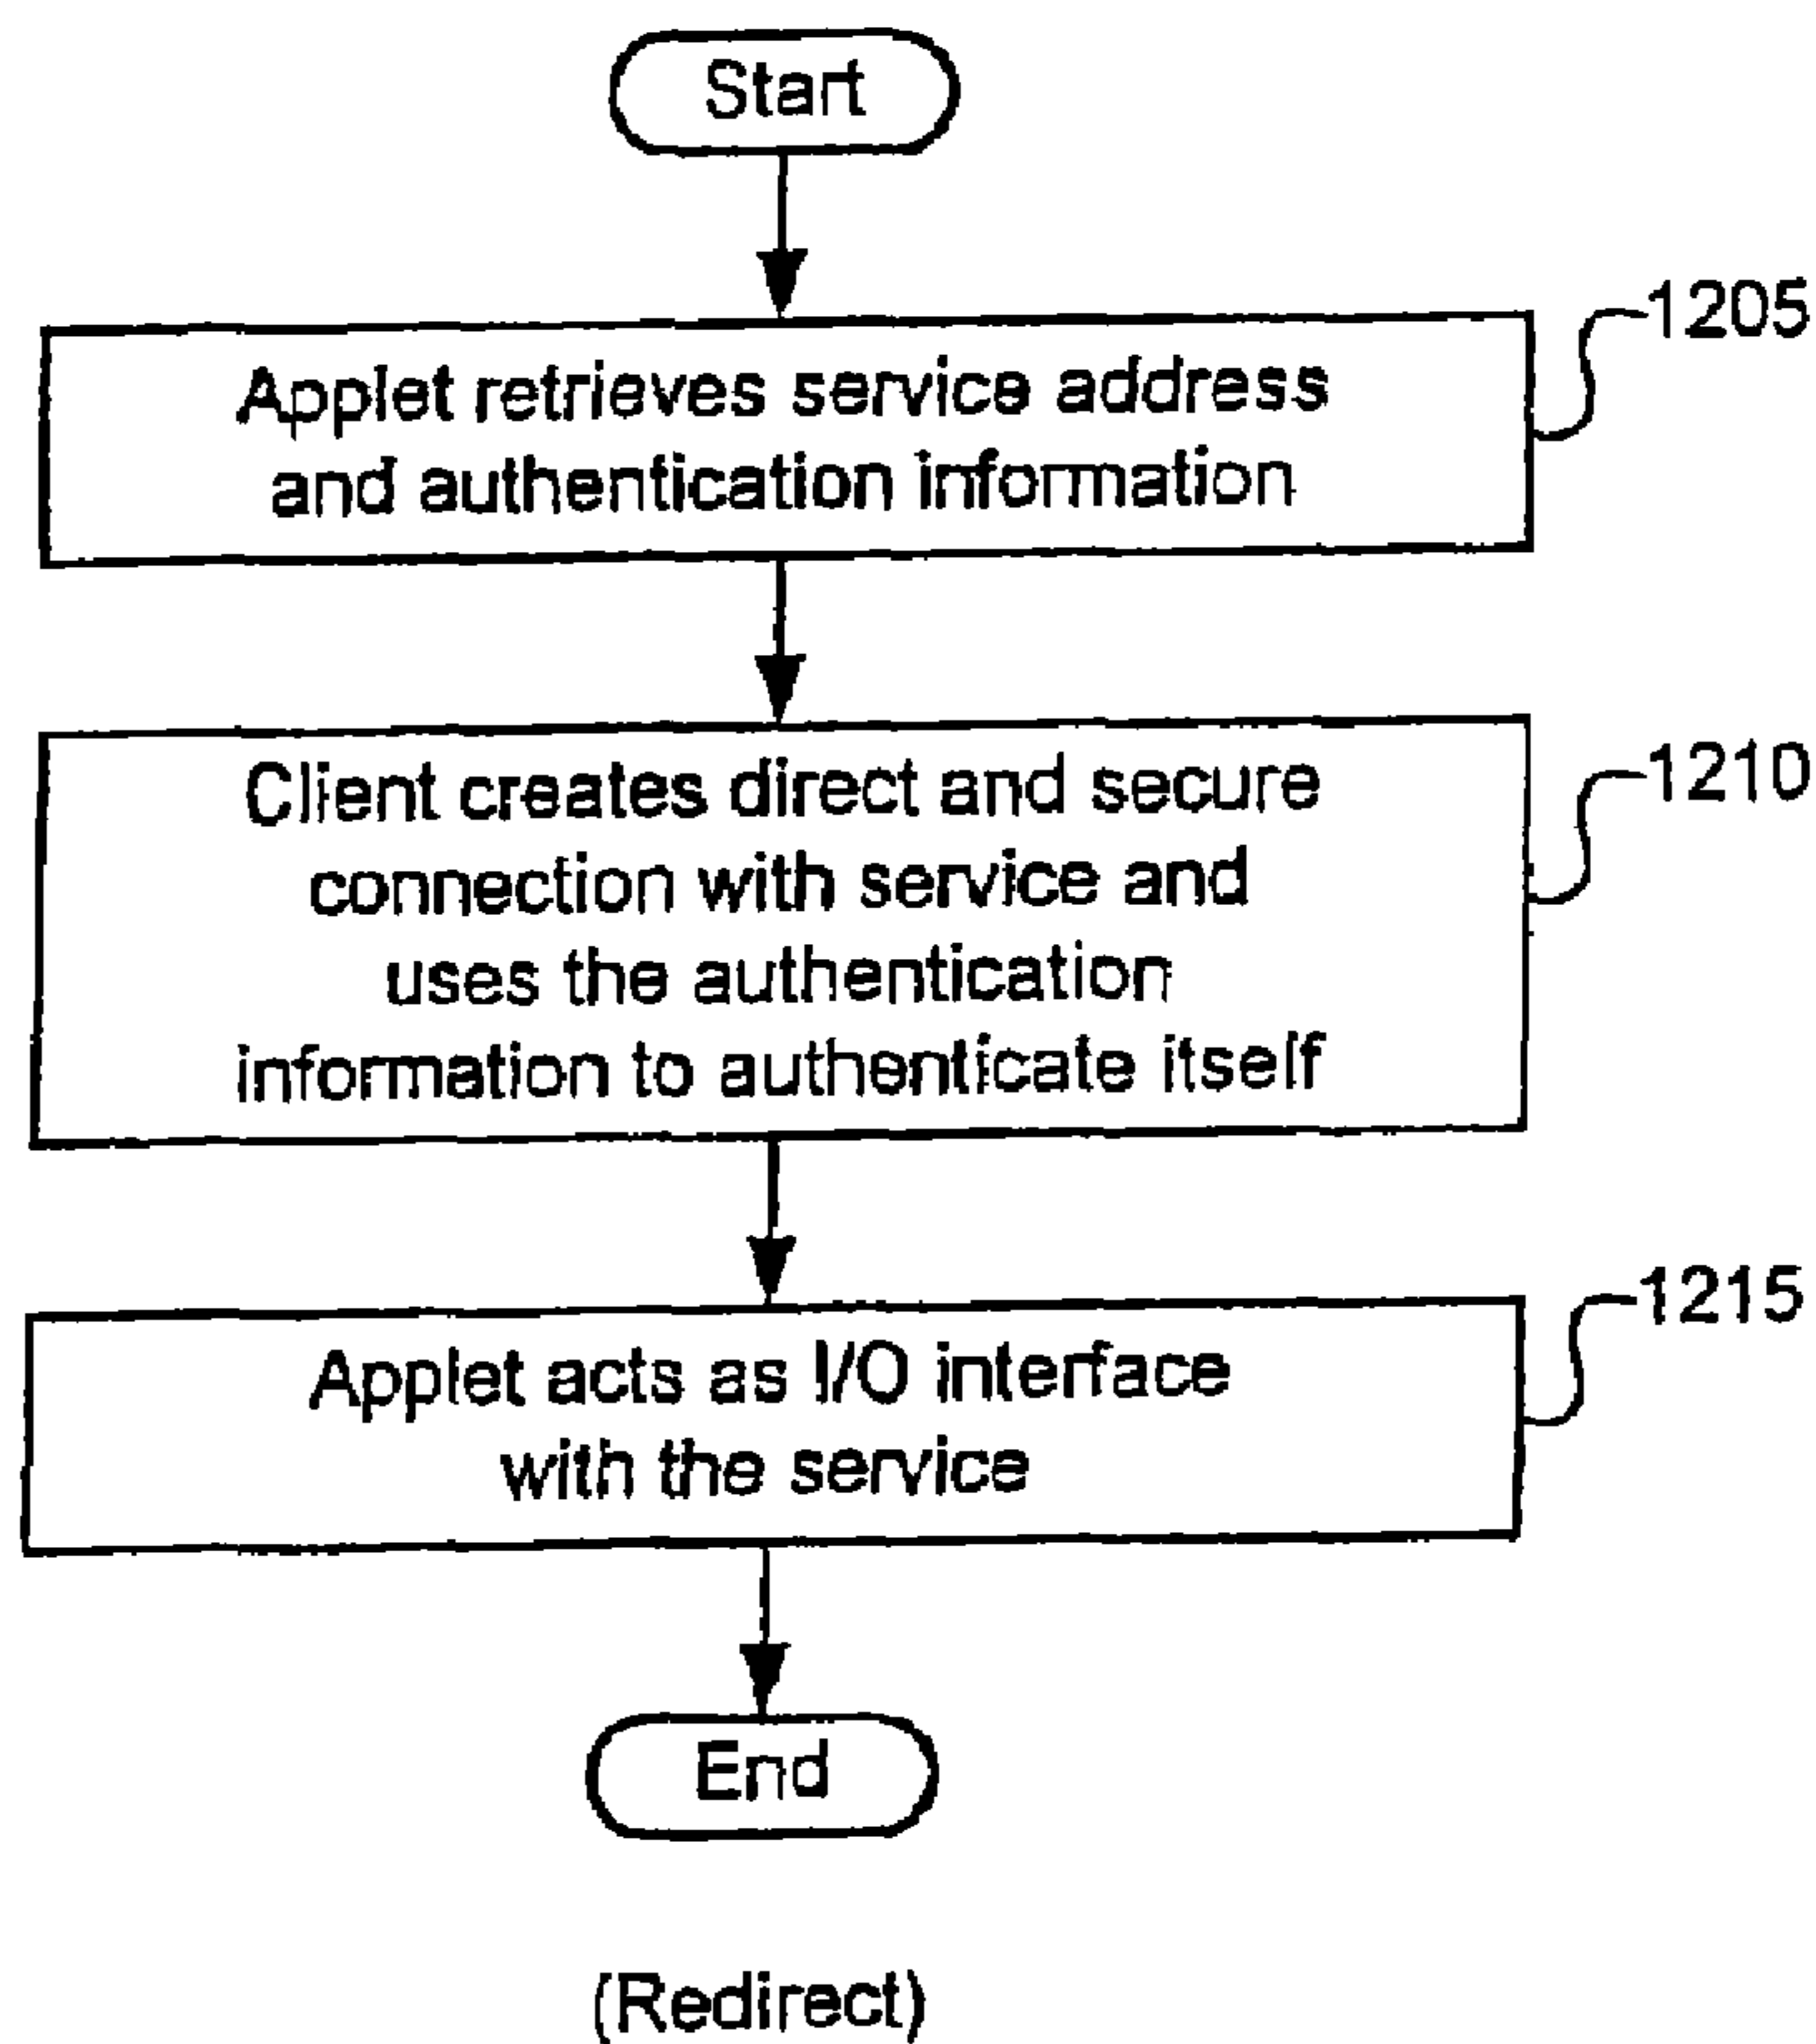 Start
1205
Applet retrieves service address
and authentication information
1210
Client creates direct and secure
connection with service and
uses the authentication
information to authenticate itself
1215
Applet acts as I/O interface
with the service
End
(Redirect)